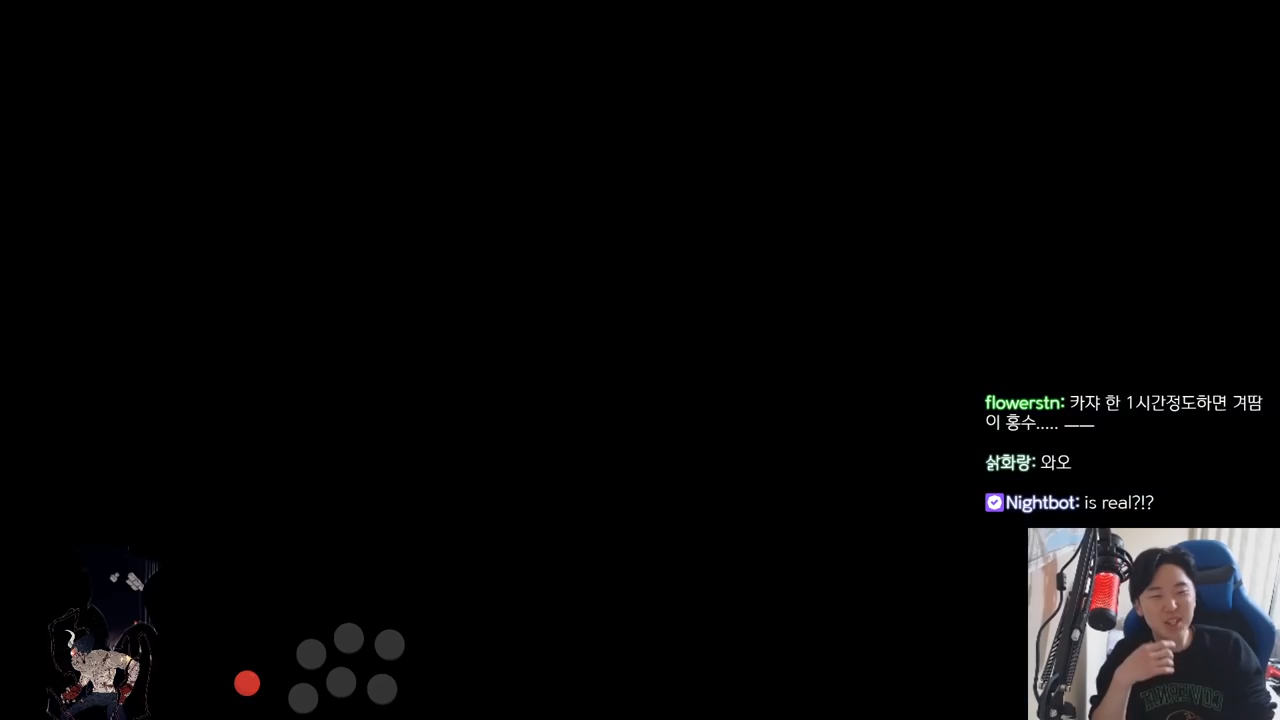 flowerstn: 카쟈 한 1시간정도하면 겨땀
이 홍수..... ㅡㅡ
삵화랑: 와오
Nightbot: is real?!?